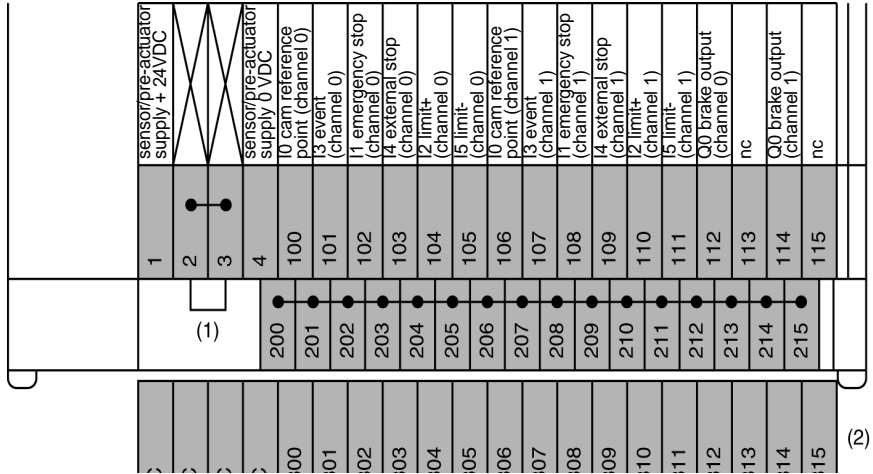 sensor/pre-actuator
supply + 24VDC
sensor/pre-actuator
supply 0 VDC
I0 cam reference
point (channel 0)
I3 event
(channel 0)
I1 emergency stop
(channel 0)
I4 external stop
(channel 0)
I2 limit+
(channel 0)
I5 limit-
(channel 0)
I0 cam reference
point (channel 1)
I3 event
(channel 1)
I1 emergency stop
(channel 1)
I4 external stop
(channel 1)
I2 limit+
(channel 1)
I5 limit-
(channel 1)
Q0 brake output
(channel 0)
nc
Q0 brake output
(channel 1)
nc
1
2
3
4
100
101
102
103
104
105
106
107
108
109
110
111
112
113
114
115
(1)
200
201
202
203
204
205
206
207
208
209
210
211
212
213
214
215
(2)